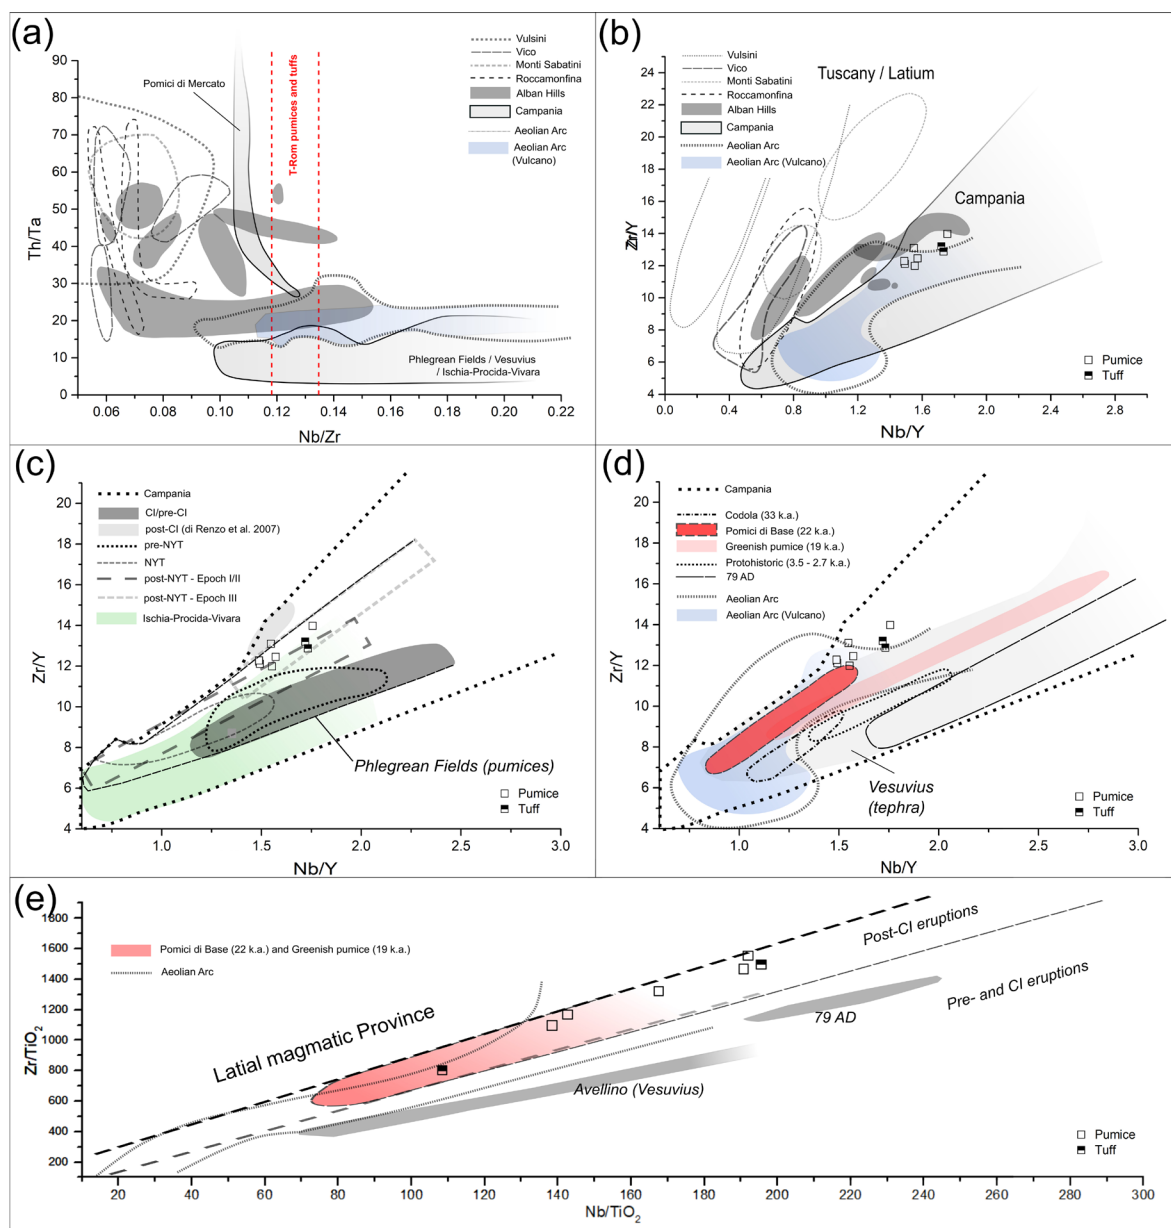 (a)
90
80
70
60
50
40
30
20
10
0
Th/Ta
0.06
0.08
0.10
0.12
0.14
0.16
0.18
0.20
0.22
Nb/Zr
Pomici di Mercato
T-Rom pumices and tuffs
Vulsini
Vico
Monti Sabatini
Roccamonfina
Alban Hills
Campania
Aeolian Arc
Aeolian Arc
(Vulcano)
Phlegrean Fields / Vesuvius
/ Ischia-Procida-Vivara
(b)
24
22
20
18
16
14
12
10
8
6
4
Zr/Y
0.0
0.4
0.8
1.2
1.6
2.0
2.4
2.8
Nb/Y
Vulsini
Vico
Monti Sabatini
Roccamonfina
Alban Hills
Campania
Aeolian Arc
Aeolian Arc (Vulcano)
Tuscany / Latium
Campania
Pumice
Tuff
(c)
20
18
16
14
12
10
8
6
4
Zr/Y
1.0
1.5
2.0
2.5
3.0
Nb/Y
Campania
CI/pre-CI
post-CI (di Renzo et al. 2007)
pre-NYT
NYT
post-NYT - Epoch I/II
post-NYT - Epoch III
Ischia-Procida-Vivara
Phlegrean Fields (pumices)
Pumice
Tuff
(d)
20
18
16
14
12
10
8
6
4
Zr/Y
1.0
1.5
2.0
2.5
3.0
Nb/Y
Campania
Codola (33 k.a.)
Pomici di Base (22 k.a.)
Greenish pumice (19 k.a.)
Protohistoric (3.5 - 2.7 k.a.)
79 AD
Aeolian Arc
Aeolian Arc (Vulcano)
Vesuvius
(tephra)
Pumice
Tuff
(e)
1800
1600
1400
1200
1000
800
600
400
200
Zr/TiO₂
20
40
60
80
100
120
140
160
180
200
220
240
260
280
300
Nb/TiO₂
Pomici di Base (22 k.a.) and Greenish pumice (19 k.a.)
Aeolian Arc
Latial magmatic Province
Post-CI eruptions
Pre- and CI eruptions
79 AD
Avellino (Vesuvius)
Pumice
Tuff